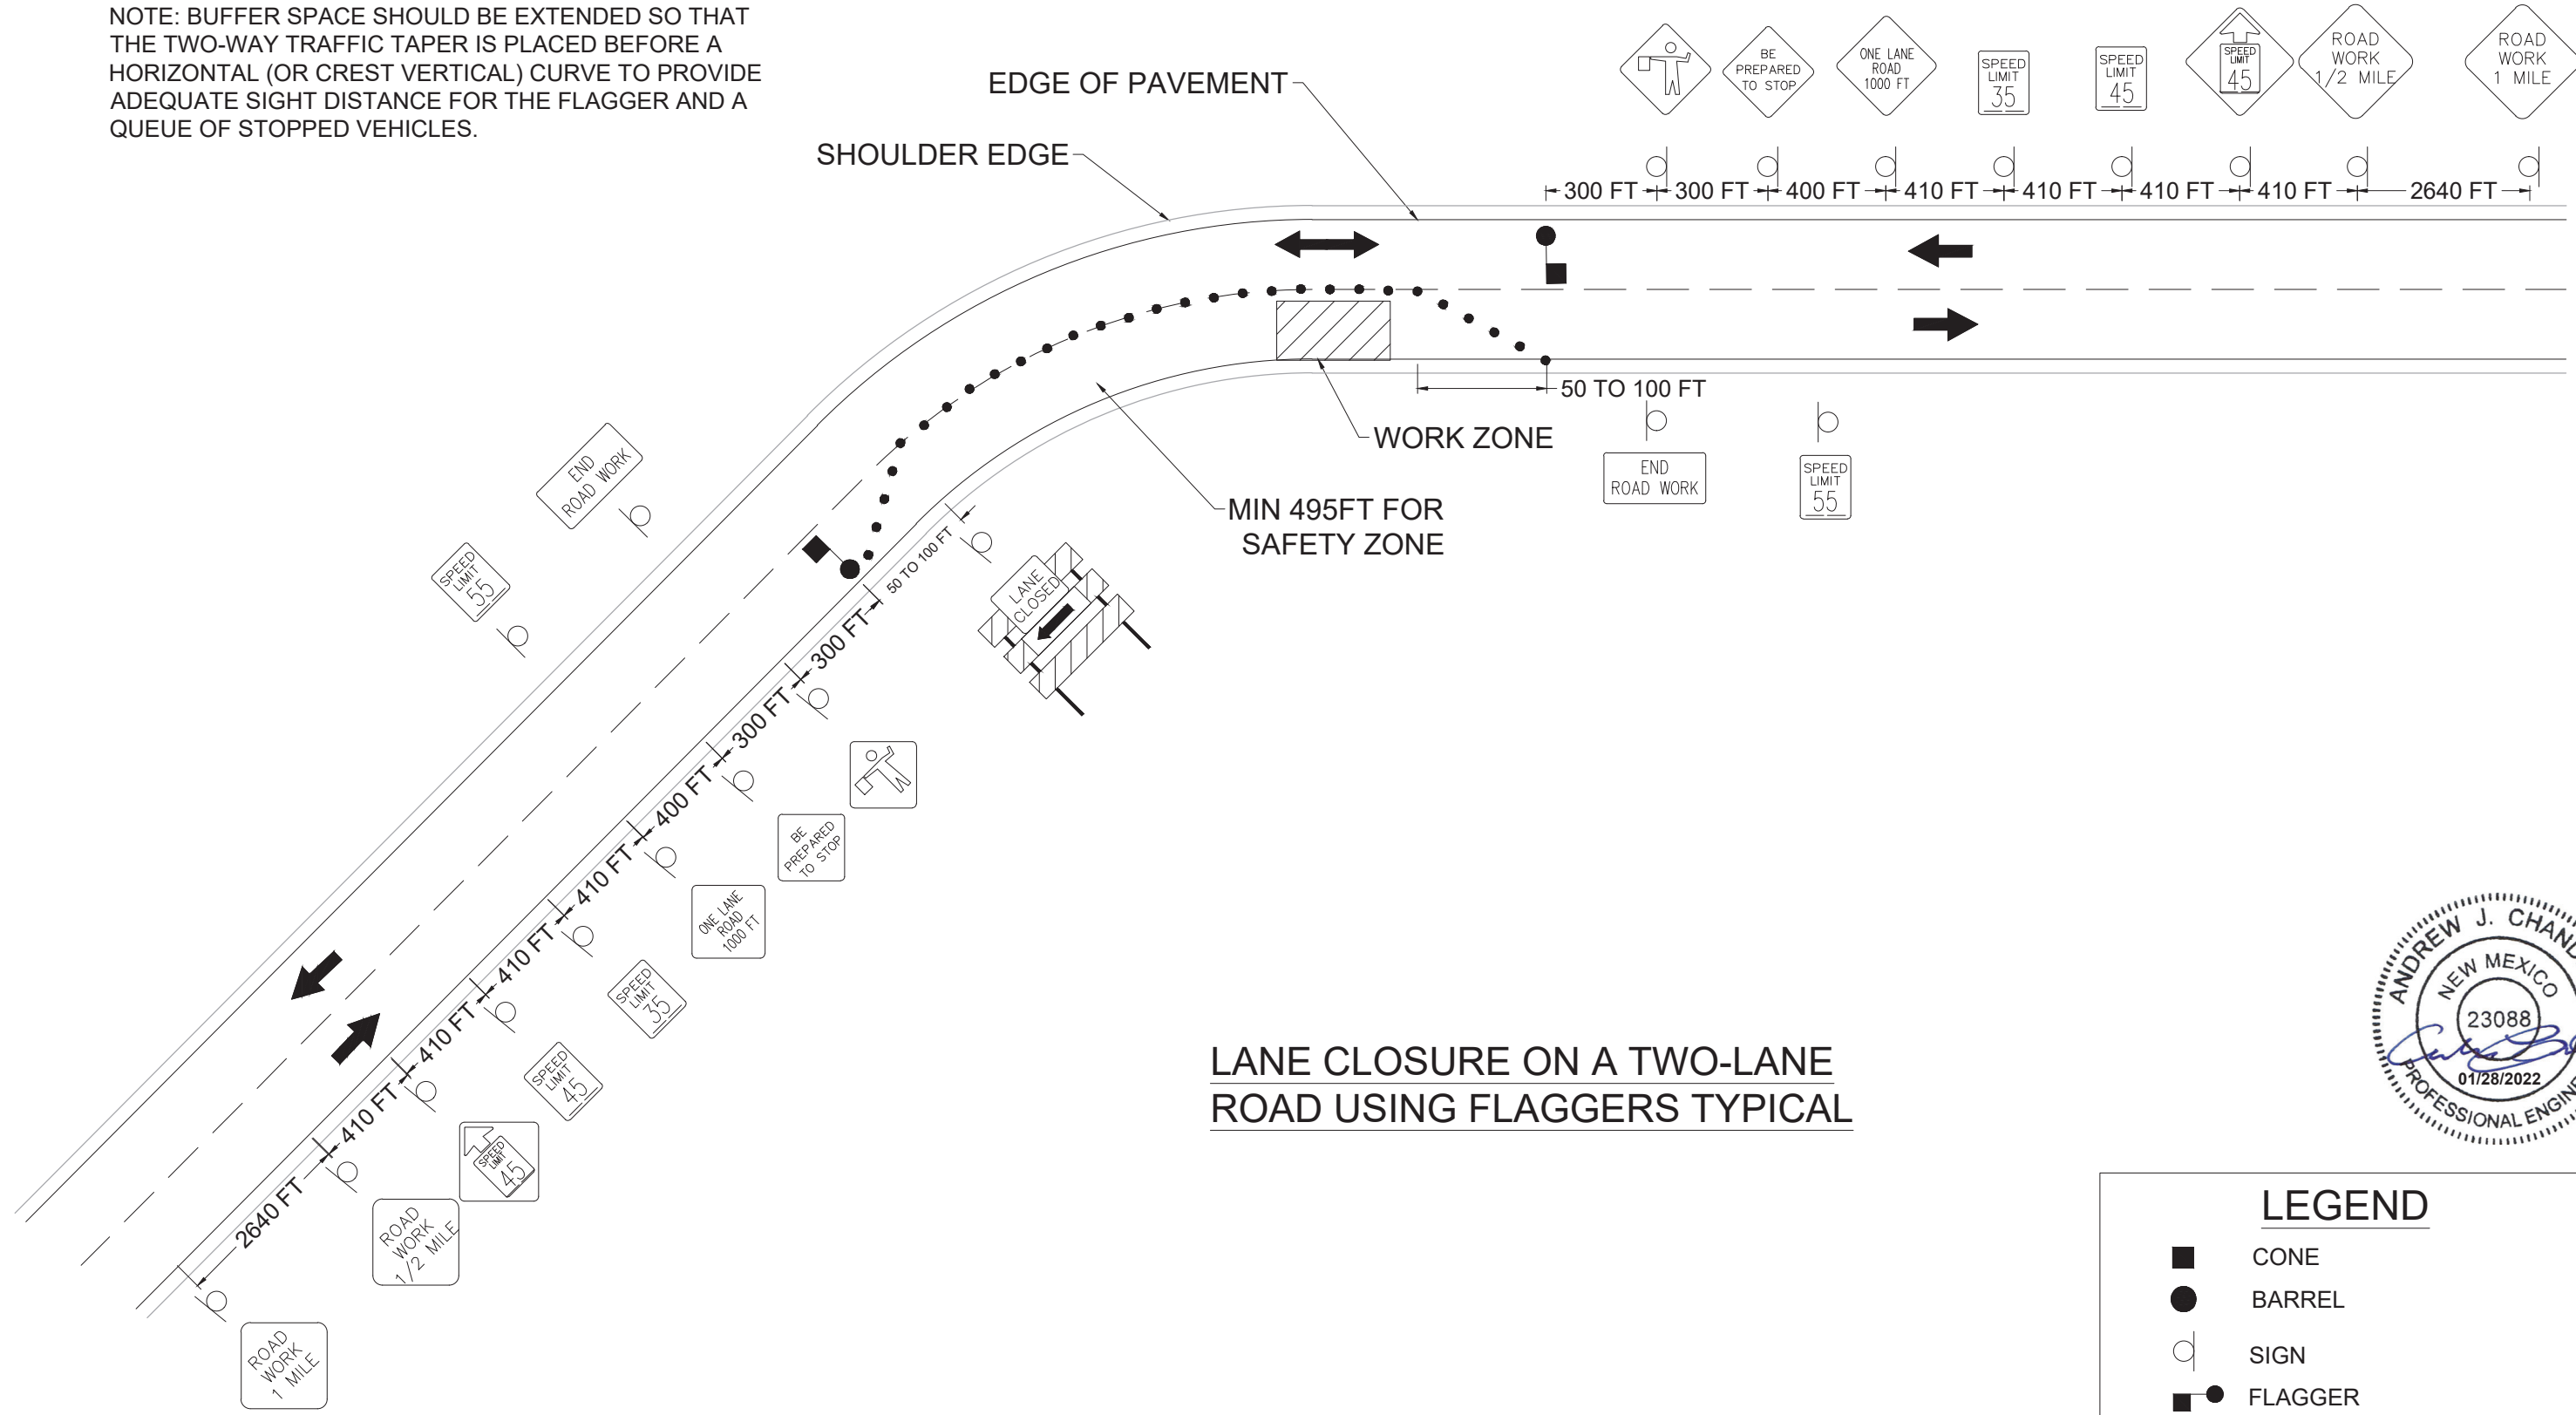 NOTE: BUFFER SPACE SHOULD BE EXTENDED SO THAT
THE TWO-WAY TRAFFIC TAPER IS PLACED BEFORE A
HORIZONTAL (OR CREST VERTICAL) CURVE TO PROVIDE
ADEQUATE SIGHT DISTANCE FOR THE FLAGGER AND A
QUEUE OF STOPPED VEHICLES.
EDGE OF PAVEMENT
SHOULDER EDGE
BE
PREPARED
TO STOP
ONE LANE
ROAD
1000 FT
SPEED
LIMIT
35
SPEED
LIMIT
45
SPEED
LIMIT
45
ROAD
WORK
1/2 MILE
ROAD
WORK
1 MILE
300 FT
300 FT
400 FT
410 FT
410 FT
410 FT
410 FT
2640 FT
50 TO 100 FT
WORK ZONE
MIN 495FT FOR
SAFETY ZONE
END
ROAD WORK
SPEED
LIMIT
55
END
ROAD WORK
SPEED
LIMIT
55
50 TO 100 FT
LANE
CLOSED
300 FT
300 FT
400 FT
410 FT
410 FT
410 FT
410 FT
2640 FT
BE
PREPARED
TO STOP
ONE LANE
ROAD
1000 FT
SPEED
LIMIT
35
SPEED
LIMIT
45
SPEED
LIMIT
45
ROAD
WORK
1/2 MILE
ROAD
WORK
1 MILE
LANE CLOSURE ON A TWO-LANE
ROAD USING FLAGGERS TYPICAL
ANDREW J. CHAND
NEW MEXICO
23088
01/28/2022
PROFESSIONAL ENGINE
LEGEND
CONE
BARREL
SIGN
FLAGGER